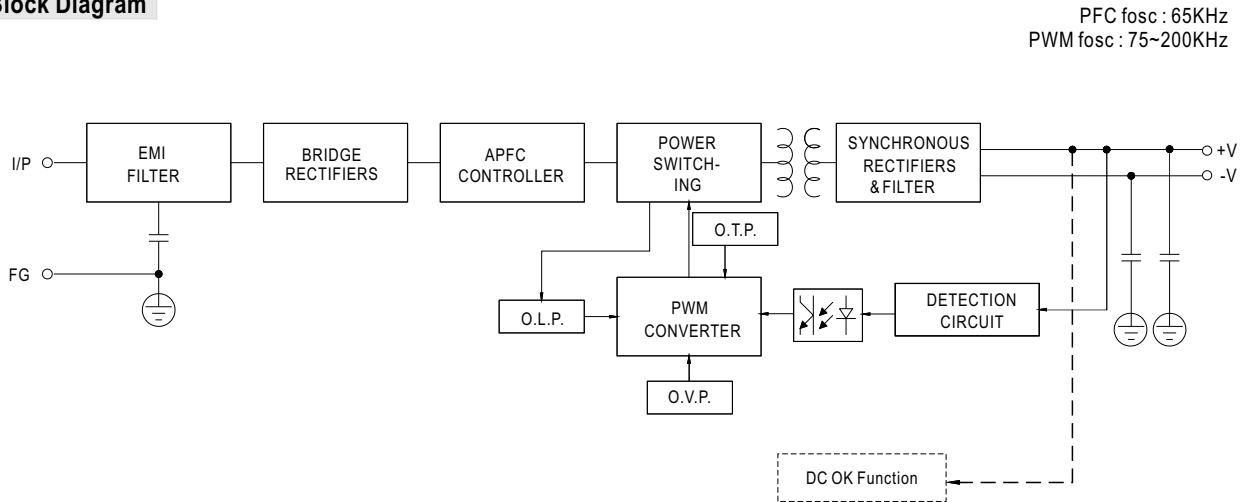 Block Diagram
PFC fosc : 65KHz
PWM fosc : 75~200KHz
I/P
EMI
FILTER
BRIDGE
RECTIFIERS
APFC
CONTROLLER
POWER
SWITCH-
ING
SYNCHRONOUS
RECTIFIERS
&FILTER
+V
-V
O.T.P.
FG
O.L.P.
PWM
CONVERTER
DETECTION
CIRCUIT
O.V.P.
DC OK Function